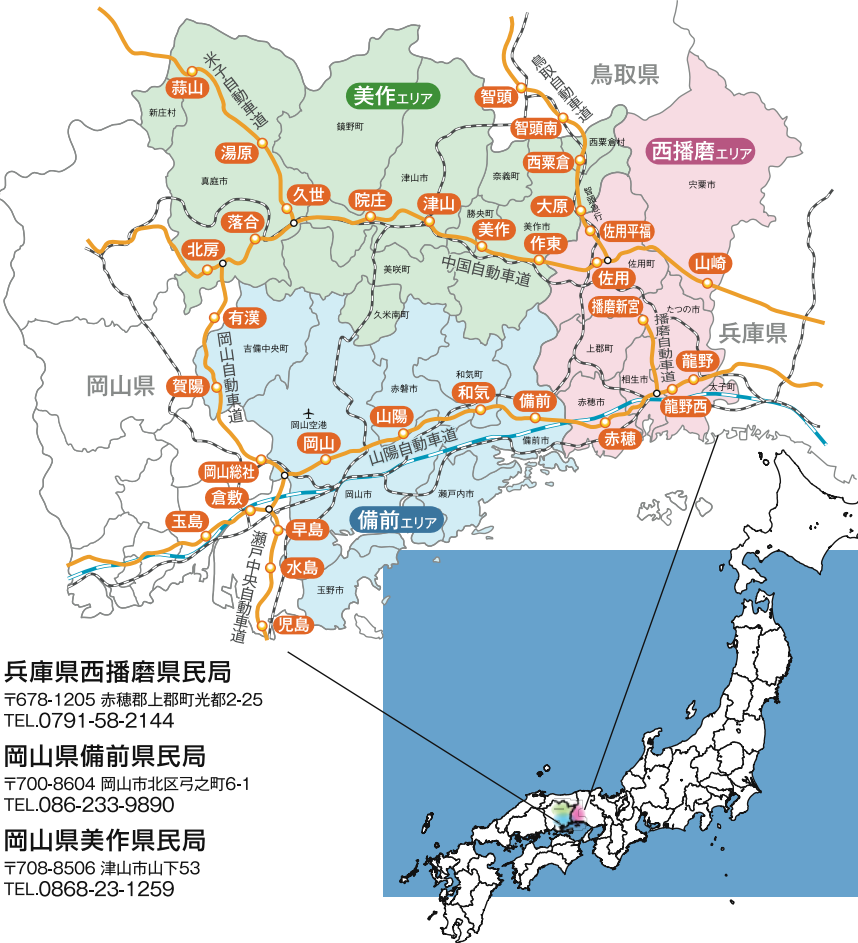 鳥取県
米子自動車道
鳥取自動車道
蒜山
智頭
美作エリア
新庄村
鏡野町
智頭南
西粟倉村
湯原
西粟倉
西播磨エリア
真庭市
津山市
奈義町
宍粟市
智頭急行
久世
院庄
津山
大原
勝央町
落合
美作
美作市
佐用平福
北房
作東
佐用町
中国自動車道
美咲町
佐用
山崎
有漢
久米南町
播磨新宮
たつの市
岡山自動車道
吉備中央町
播磨自動車道
兵庫県
上郡町
岡山県
賀陽
和気町
龍野
赤磐市
相生市
太子町
和気
備前
赤穂市
龍野西
岡山空港
山陽
赤穂
岡山
山陽自動車道
備前市
岡山総社
倉敷
岡山市
瀬戸内市
玉島
早島
備前エリア
瀬戸中央自動車道
水島
玉野市
児島
兵庫県西播磨県民局
〒678-1205 赤穂郡上郡町光都2-25
TEL.0791-58-2144
岡山県備前県民局
〒700-8604 岡山市北区弓之町6-1
TEL.086-233-9890
岡山県美作県民局
〒708-8506 津山市山下53
TEL.0868-23-1259